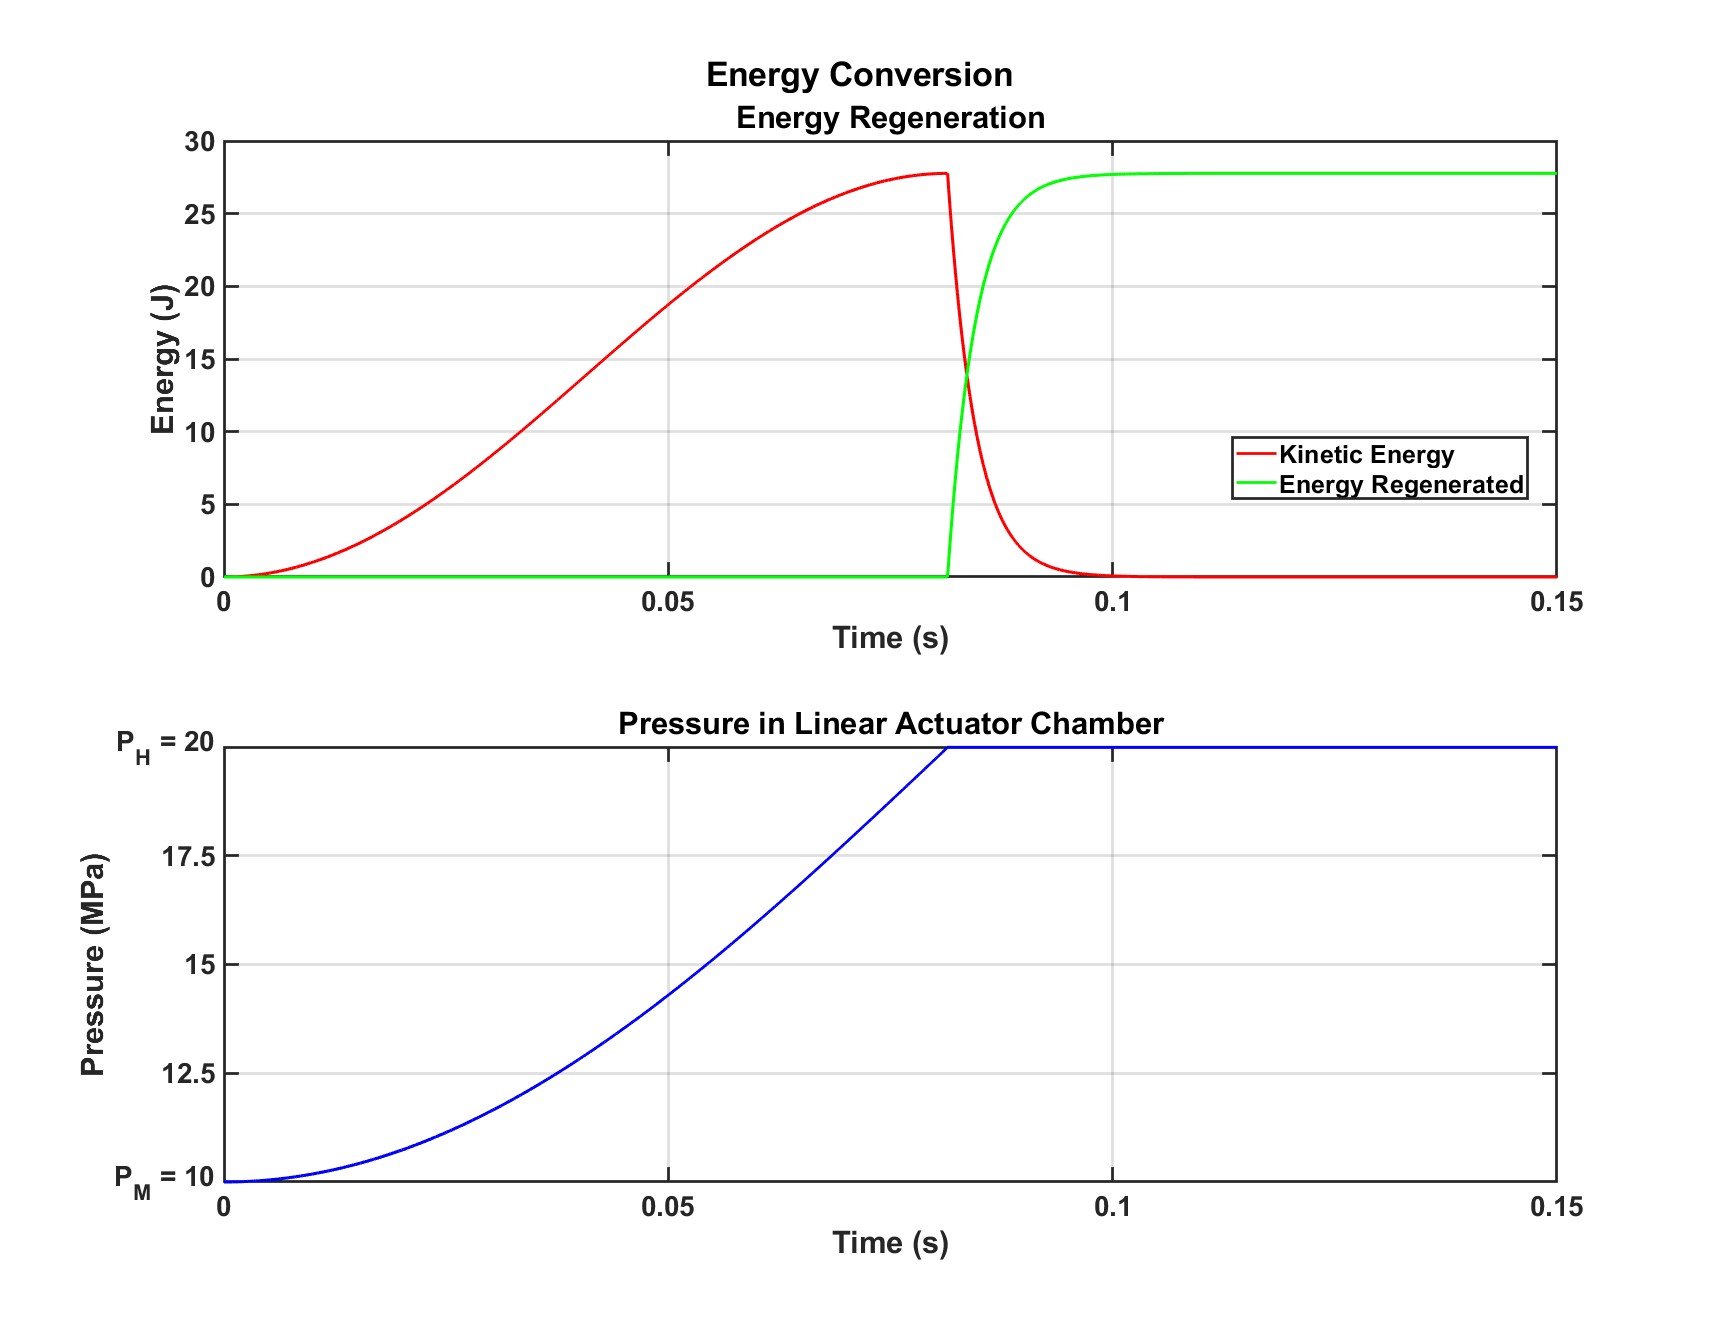 Energy Conversion
Energy Regeneration
30
25
20
15
10
5
0
Energy (J)
Kinetic Energy
Energy Regenerated
0 0.05 0.1 0.15
Time (s)
Pressure in Linear Actuator Chamber
P_H = 20
17.5
15
12.5
P_M = 10
Pressure (MPa)
0 0.05 0.1 0.15
Time (s)